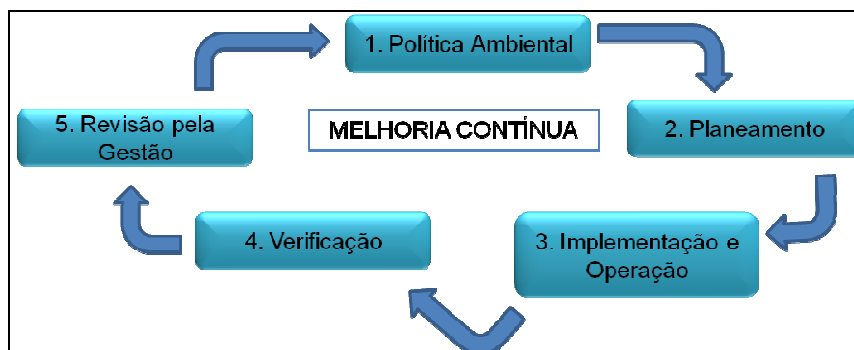 1. Política Ambiental
2. Planeamento
3. Implementação e
Operação
4. Verificação
5. Revisão pela
Gestão
MELHORIA CONTÍNUA